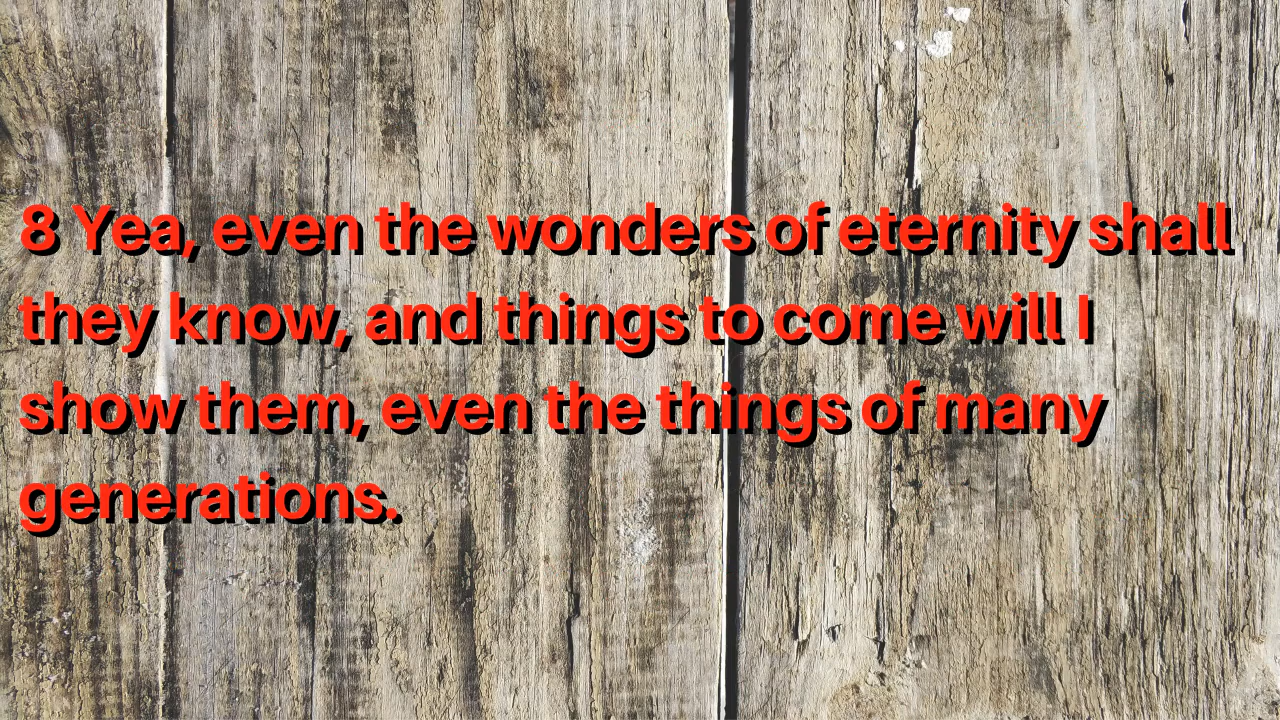 8 Yea, even the wonders of eternity shall
they know, and things to come will I
show them, even the things of many
generations.